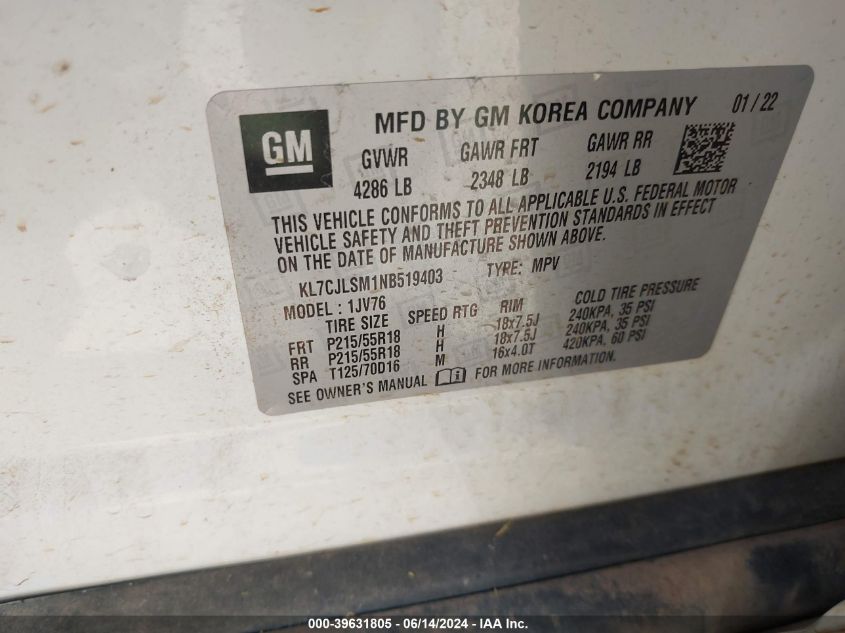 GM
MFD BY GM KOREA COMPANY 01 / 22
GVWR GAWR FRT GAWR RR
4286 LB 2348 LB 2194 LB
THIS VEHICLE CONFORMS TO ALL APPLICABLE U.S. FEDERAL MOTOR
VEHICLE SAFETY AND THEFT PREVENTION STANDARDS IN EFFECT
ON THE DATE OF MANUFACTURE SHOWN ABOVE.
KL7CJLSM1NB519403 TYPE: MPV
MODEL : 1JV76
TIRE SIZE SPEED RTG RIM COLD TIRE PRESSURE
FRT P215/55R18 H 18x7.5J 240KPA, 35 PSI
RR P215/55R18 H 18x7.5J 240KPA, 35 PSI
SPA T125/70D16 M 16x4.0T 420KPA, 60 PSI
SEE OWNER'S MANUAL i FOR MORE INFORMATION.
000-39631805 - 06/14/2024 - IAA Inc.